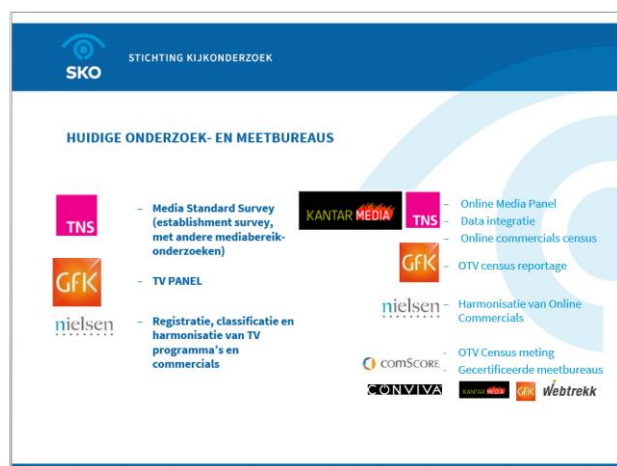 SKO
STICHTING KIJKONDERZOEK
HUIDIGE ONDERZOEK- EN MEETBUREAUS
TNS
– Media Standard Survey
(establishment survey,
met andere mediabereik-
onderzoeken)
GfK
– TV PANEL
nielsen
– Registratie, classificatie en
harmonisatie van TV
programma's en
commercials
KANTAR MEDIA
TNS
– Online Media Panel
– Data integratie
– Online commercials census
GfK
– OTV census reportage
nielsen
– Harmonisatie van Online
Commercials
comSCORE
– OTV Census meting
– Gecertificeerde meetbureaus
CONVIVA
KANTAR MEDIA
GfK
Webtrekk